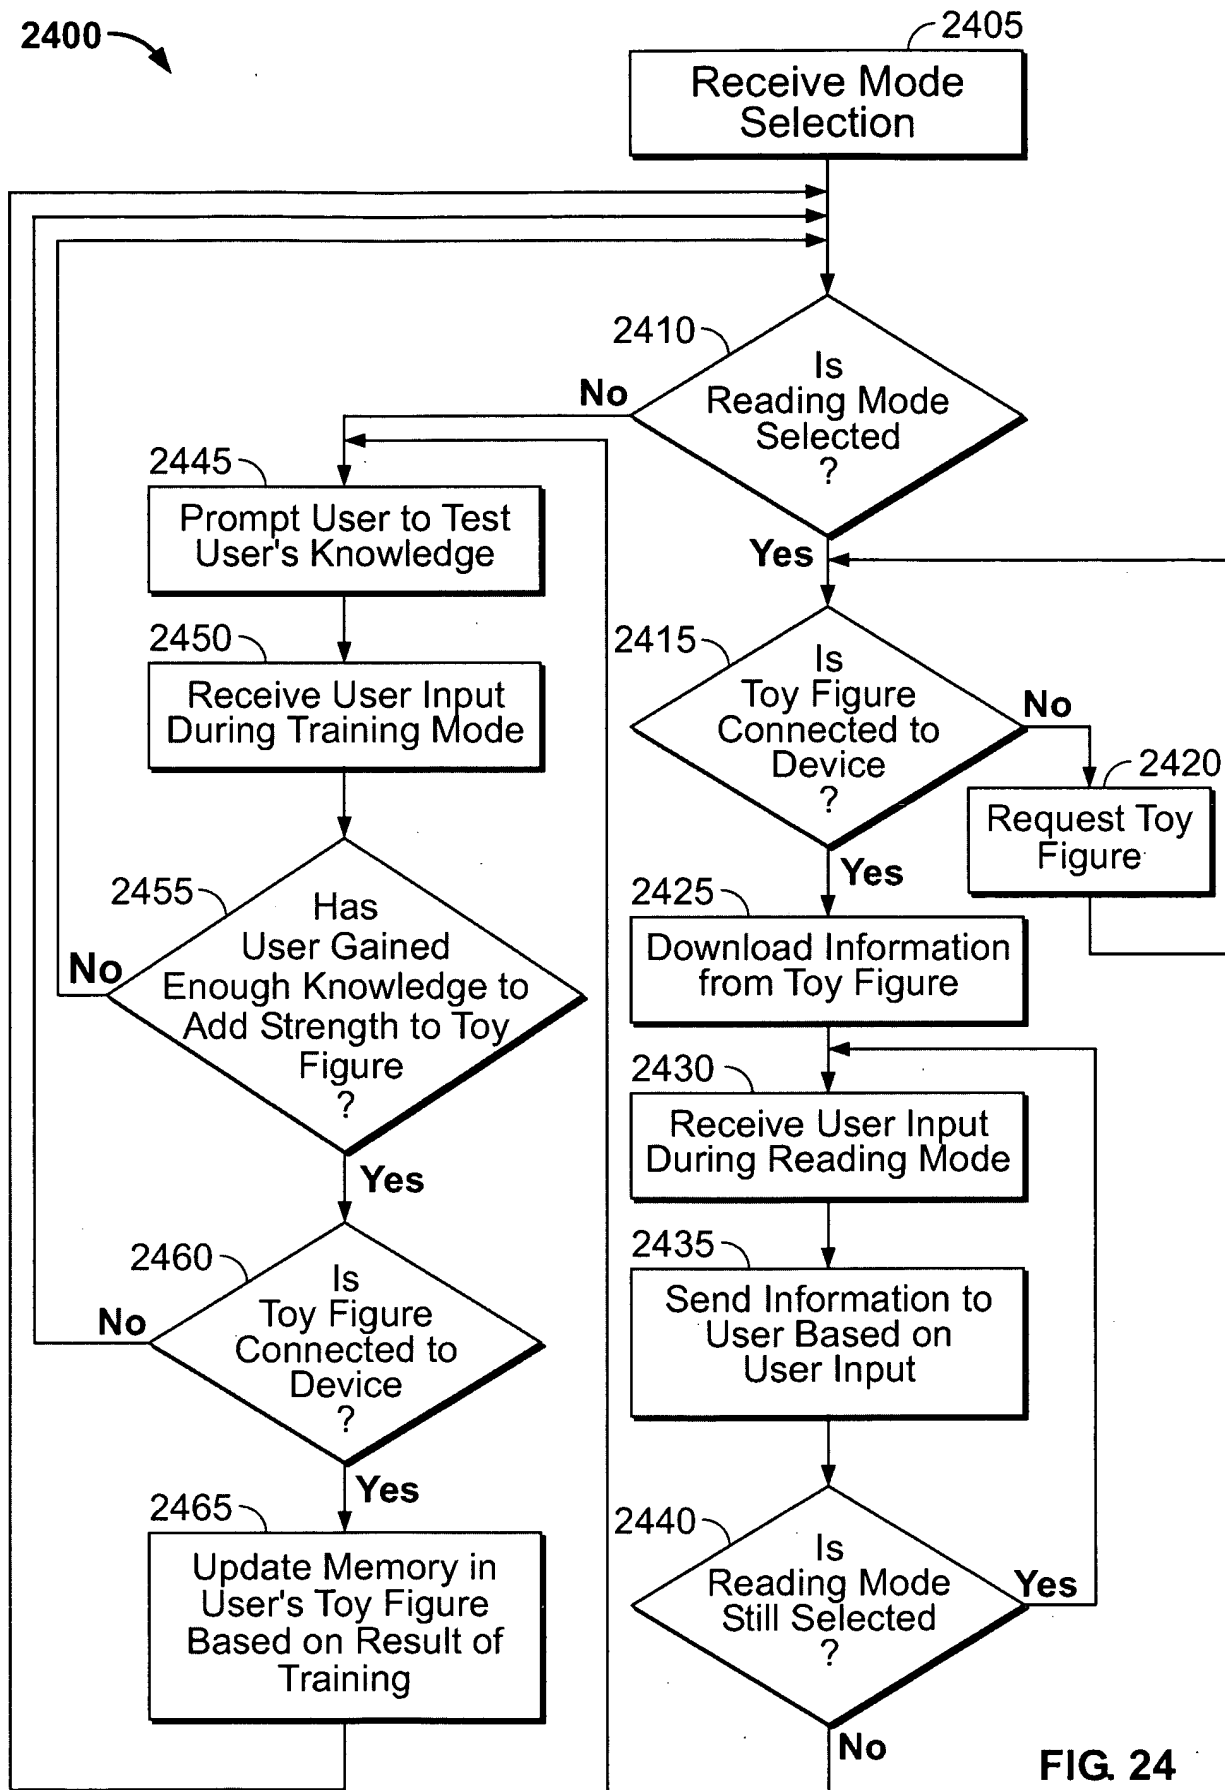 2400
2405
Receive Mode
Selection
2410
Is
Reading Mode
Selected
?
No
Yes
2445
Prompt User to Test
User's Knowledge
2450
Receive User Input
During Training Mode
2455
Has
User Gained
Enough Knowledge to
Add Strength to Toy
Figure
?
No
Yes
2460
Is
Toy Figure
Connected to
Device
?
No
Yes
2465
Update Memory in
User's Toy Figure
Based on Result of
Training
2415
Is
Toy Figure
Connected to
Device
?
No
Yes
2420
Request Toy
Figure
2425
Download Information
from Toy Figure
2430
Receive User Input
During Reading Mode
2435
Send Information to
User Based on
User Input
2440
Is
Reading Mode
Still Selected
?
Yes
No
FIG. 24